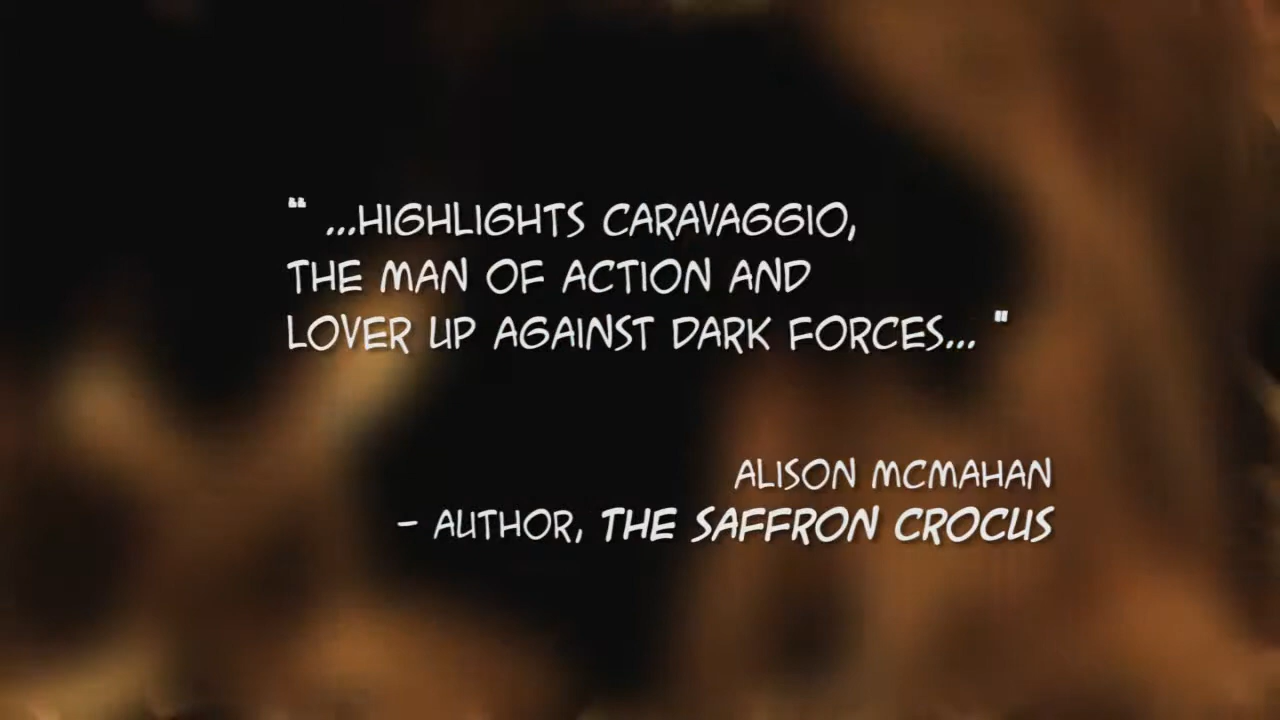 “ ...HIGHLIGHTS CARAVAGGIO,
THE MAN OF ACTION AND
LOVER UP AGAINST DARK FORCES... "
ALISON MCMAHAN
– AUTHOR, THE SAFFRON CROCUS